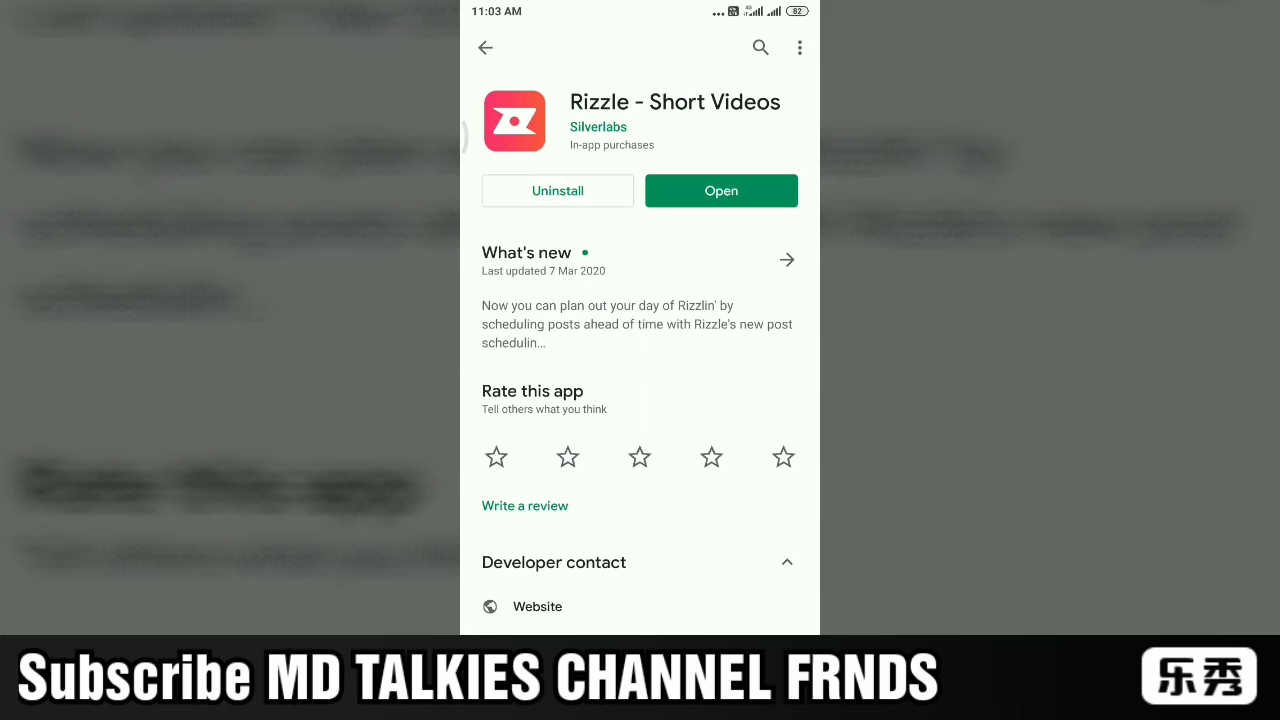 11:03 AM
4G
82
Rizzle - Short Videos
Silverlabs
In-app purchases
Uninstall
Open
What's new
Last updated 7 Mar 2020
Now you can plan out your day of Rizzlin' by
scheduling posts ahead of time with Rizzle's new post
schedulin...
Rate this app
Tell others what you think
Write a review
Developer contact
Website
Subscribe MD TALKIES CHANNEL FRNDS
乐秀